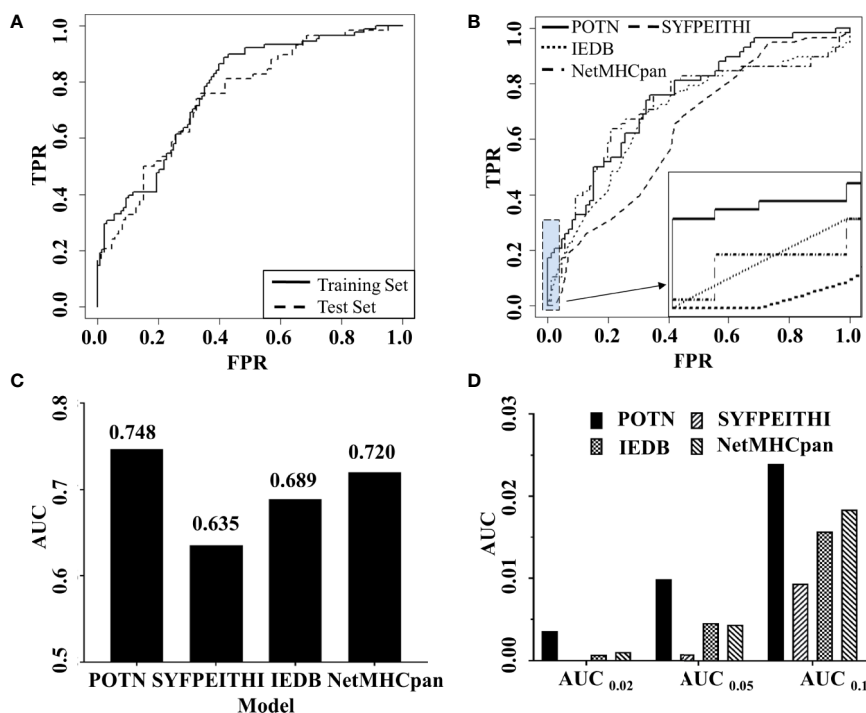 A
TPR
0.0 0.2 0.4 0.6 0.8 1.0
Training Set
Test Set
0.0 0.2 0.4 0.6 0.8 1.0
FPR
B
POTN SYFPEITHI
IEDB
NetMHCpan
TPR
0.0 0.2 0.4 0.6 0.8 1.0
0.0 0.2 0.4 0.6 0.8 1.0
FPR
C
AUC
0.5 0.6 0.7 0.8
0.748
0.635
0.689
0.720
POTN SYFPEITHI IEDB NetMHCpan
Model
D
AUC
0.00 0.01 0.02 0.03
POTN SYFPEITHI
IEDB NetMHCpan
AUC 0.02 AUC 0.05 AUC 0.1